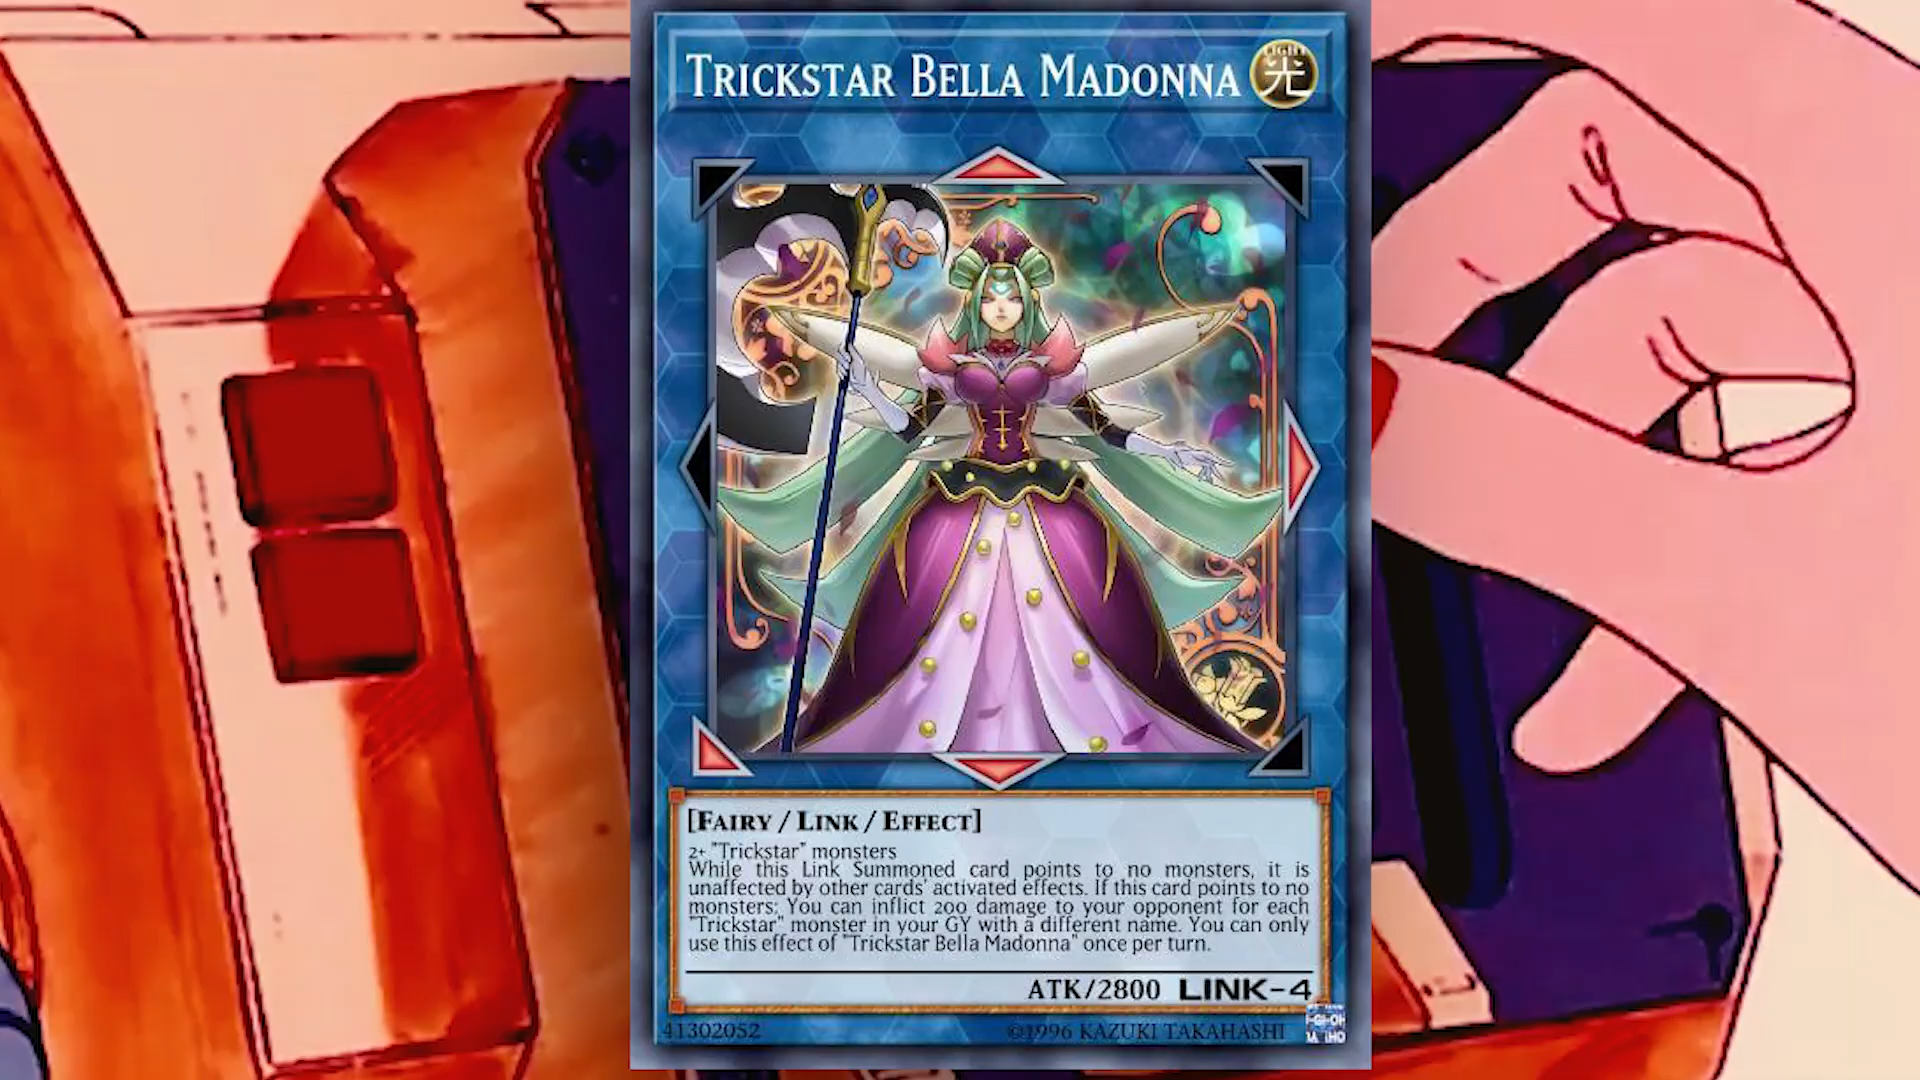 TRICKSTAR BELLA MADONNA
LIGHT
光
[FAIRY / LINK / EFFECT]
2+ "Trickstar" monsters
While this Link Summoned card points to no monsters, it is
unaffected by other cards' activated effects. If this card points to no
monsters: You can inflict 200 damage to your opponent for each
"Trickstar" monster in your GY with a different name. You can only
use this effect of "Trickstar Bella Madonna" once per turn.
ATK/2800 LINK-4
41302052 ©1996 KAZUKI TAKAHASHI